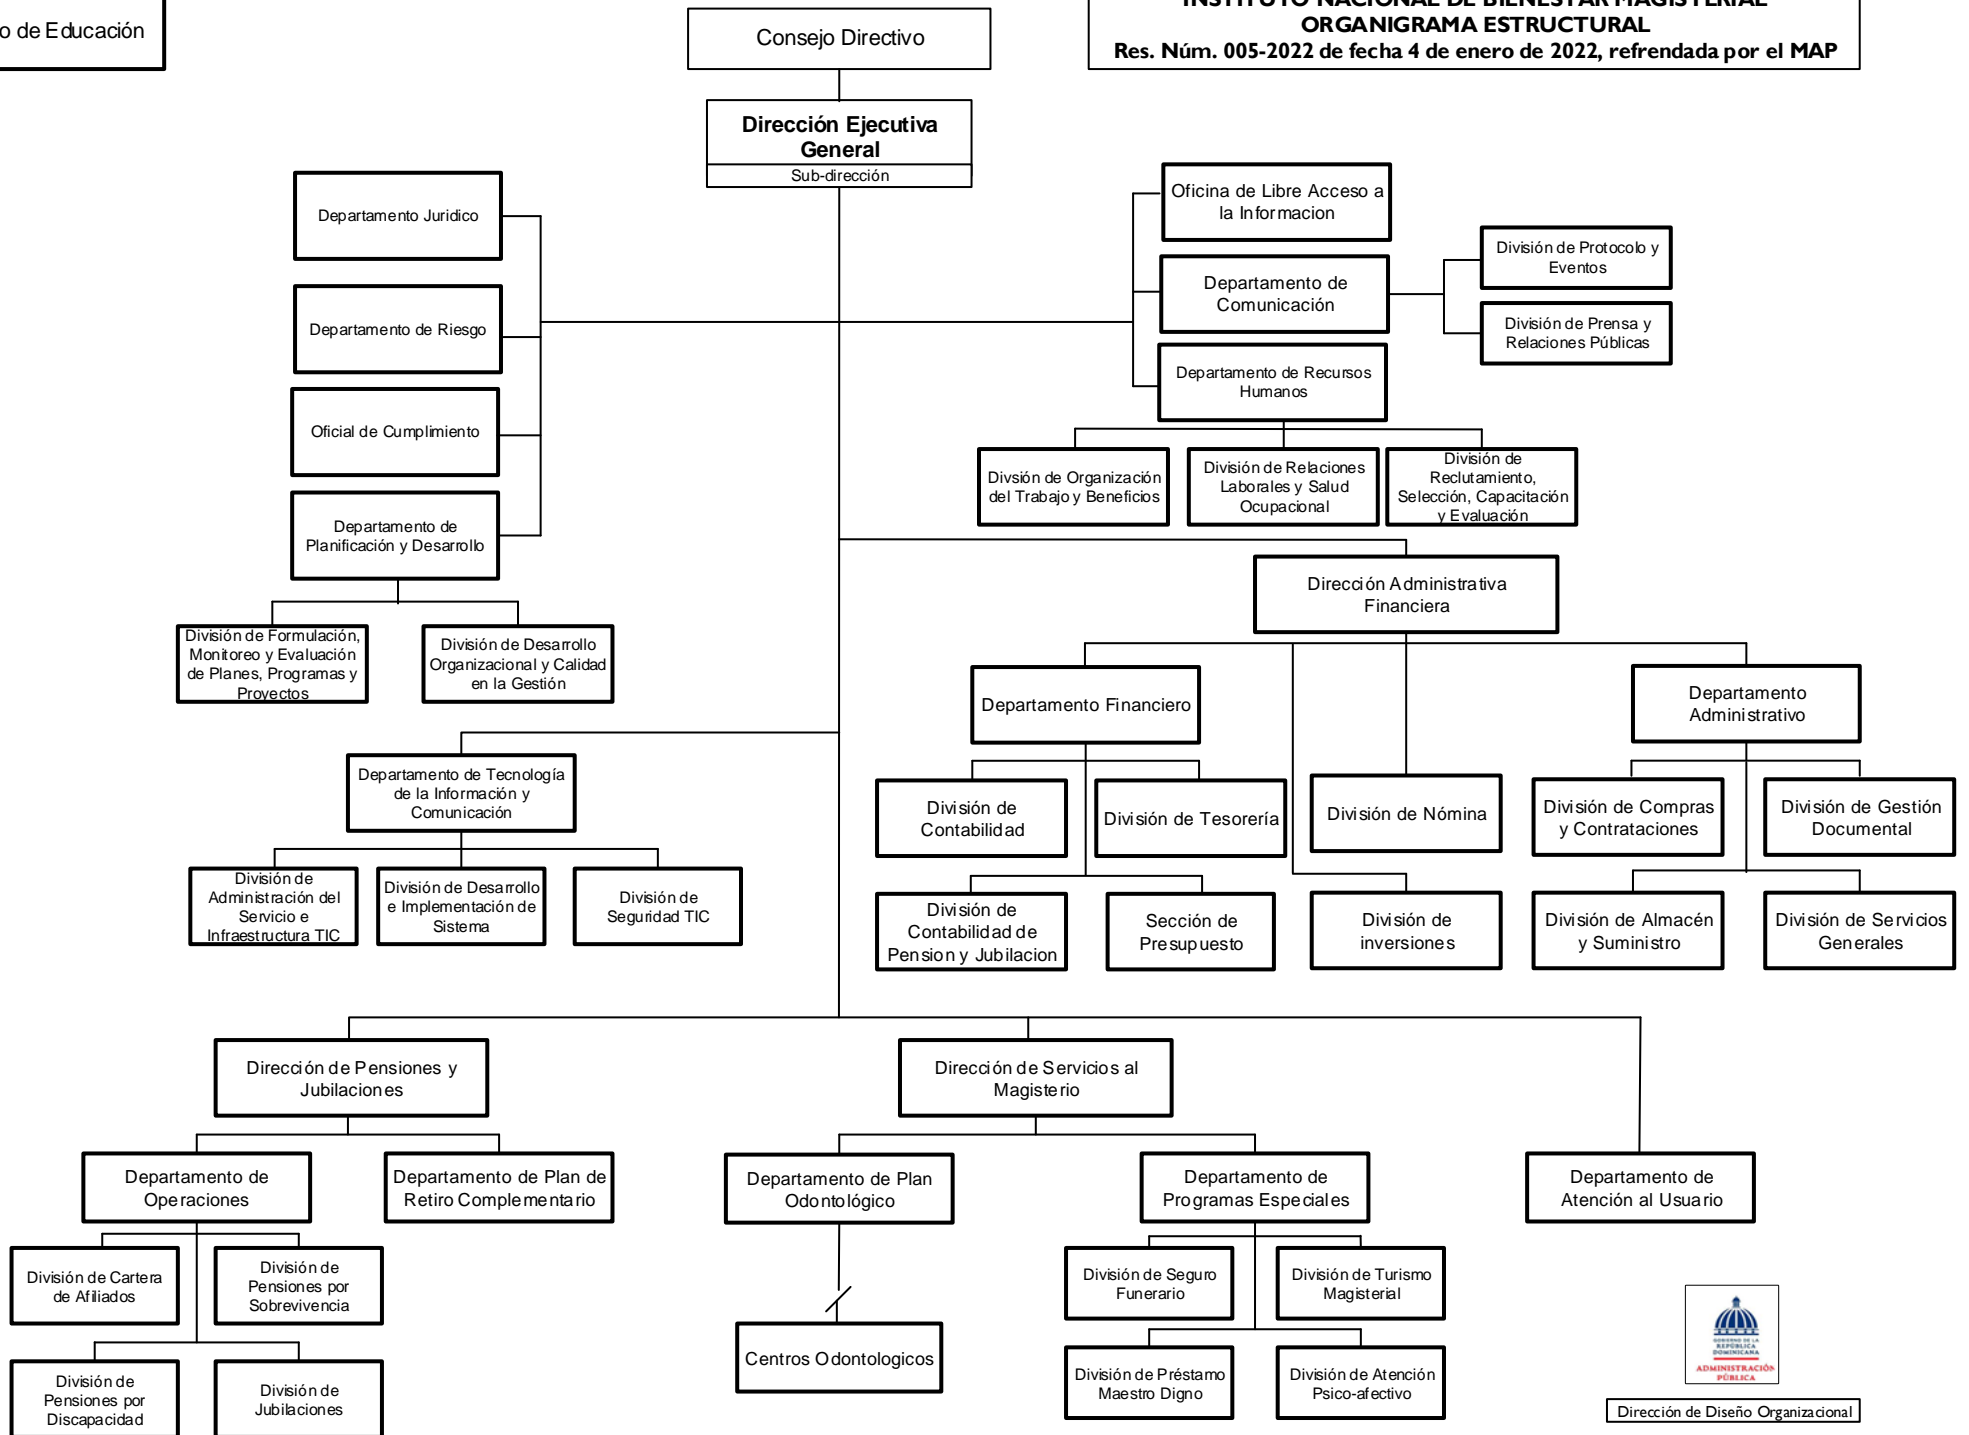 o de Educación
Consejo Directivo
INSTITUTO NACIONAL DE BIENESTAR MAGISTERIAL
ORGANIGRAMA ESTRUCTURAL
Res. Núm. 005-2022 de fecha 4 de enero de 2022, refrendada por el MAP
Dirección Ejecutiva
General
Sub-dirección
Departamento Juridico
Departamento de Riesgo
Oficial de Cumplimiento
Departamento de
Planificación y Desarrollo
División de Formulación,
Monitoreo y Evaluación
de Planes, Programas y
Proyectos
División de Desarrollo
Organizacional y Calidad
en la Gestión
Oficina de Libre Acceso a
la Informacion
Departamento de
Comunicación
División de Protocolo y
Eventos
División de Prensa y
Relaciones Públicas
Departamento de Recursos
Humanos
Divsión de Organización
del Trabajo y Beneficios
División de Relaciones
Laborales y Salud
Ocupacional
División de
Reclutamiento,
Selección, Capacitación
y Evaluación
Dirección Administrativa
Financiera
Departamento Financiero
División de
Contabilidad
División de Tesorería
División de
Contabilidad de
Pension y Jubilacion
Sección de
Presupuesto
División de Nómina
División de
inversiones
Departamento
Administrativo
División de Compras
y Contrataciones
División de Gestión
Documental
División de Almacén
y Suministro
División de Servicios
Generales
Departamento de Tecnología
de la Información y
Comunicación
División de
Administración del
Servicio e
Infraestructura TIC
División de Desarrollo
e Implementación de
Sistema
División de
Seguridad TIC
Dirección de Pensiones y
Jubilaciones
Departamento de
Operaciones
Departamento de Plan de
Retiro Complementario
División de Cartera
de Afiliados
División de
Pensiones por
Sobrevivencia
División de
Pensiones por
Discapacidad
División de
Jubilaciones
Dirección de Servicios al
Magisterio
Departamento de Plan
Odontológico
Centros Odontologicos
Departamento de
Programas Especiales
División de Seguro
Funerario
División de Turismo
Magisterial
División de Préstamo
Maestro Digno
División de Atención
Psico-afectivo
Departamento de
Atención al Usuario
GOBIERNO DE LA
REPÚBLICA
DOMINICANA
ADMINISTRACIÓN
PÚBLICA
Dirección de Diseño Organizacional